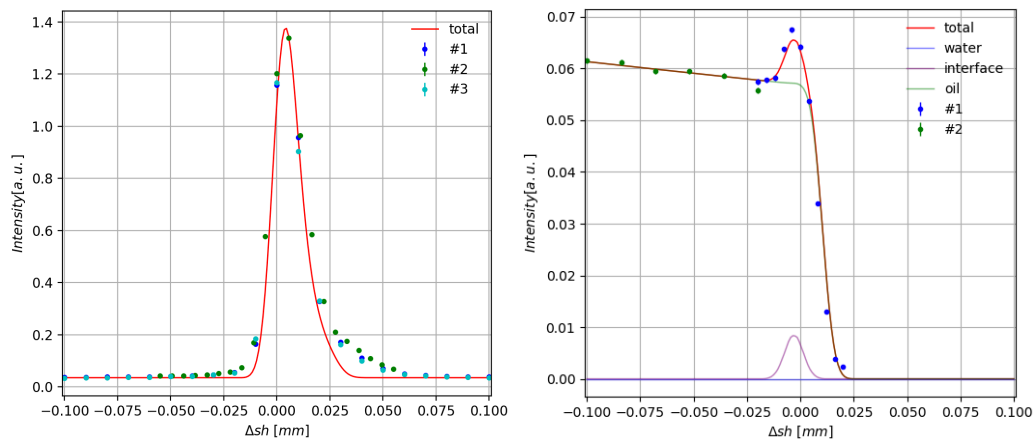 1.4
1.2
1.0
0.8
0.6
0.4
0.2
0.0
Intensity[a. u.]
−0.100 −0.075 −0.050 −0.025 0.000 0.025 0.050 0.075 0.100
Δsh [mm]
total
#1
#2
#3
0.07
0.06
0.05
0.04
0.03
0.02
0.01
0.00
Intensity[a. u.]
−0.100 −0.075 −0.050 −0.025 0.000 0.025 0.050 0.075 0.100
Δsh [mm]
total
water
interface
oil
#1
#2